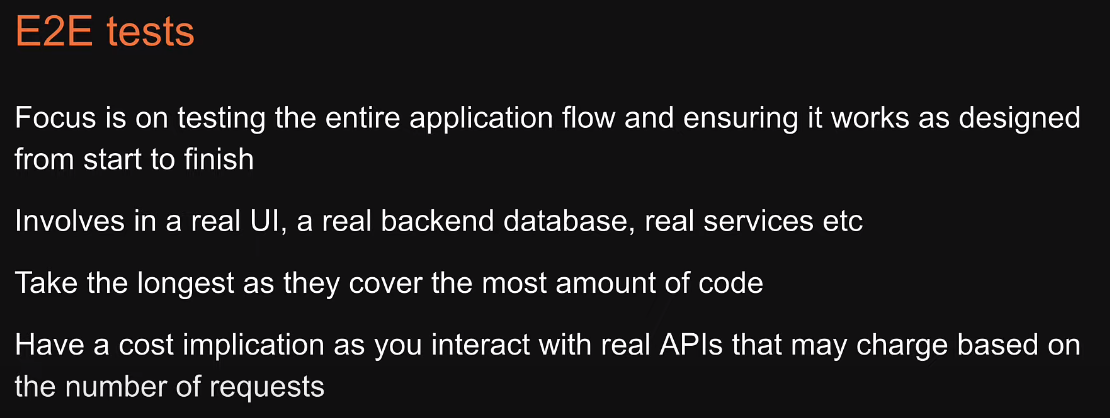 E2E tests
Focus is on testing the entire application flow and ensuring it works as designed
from start to finish
Involves in a real UI, a real backend database, real services etc
Take the longest as they cover the most amount of code
Have a cost implication as you interact with real APIs that may charge based on
the number of requests